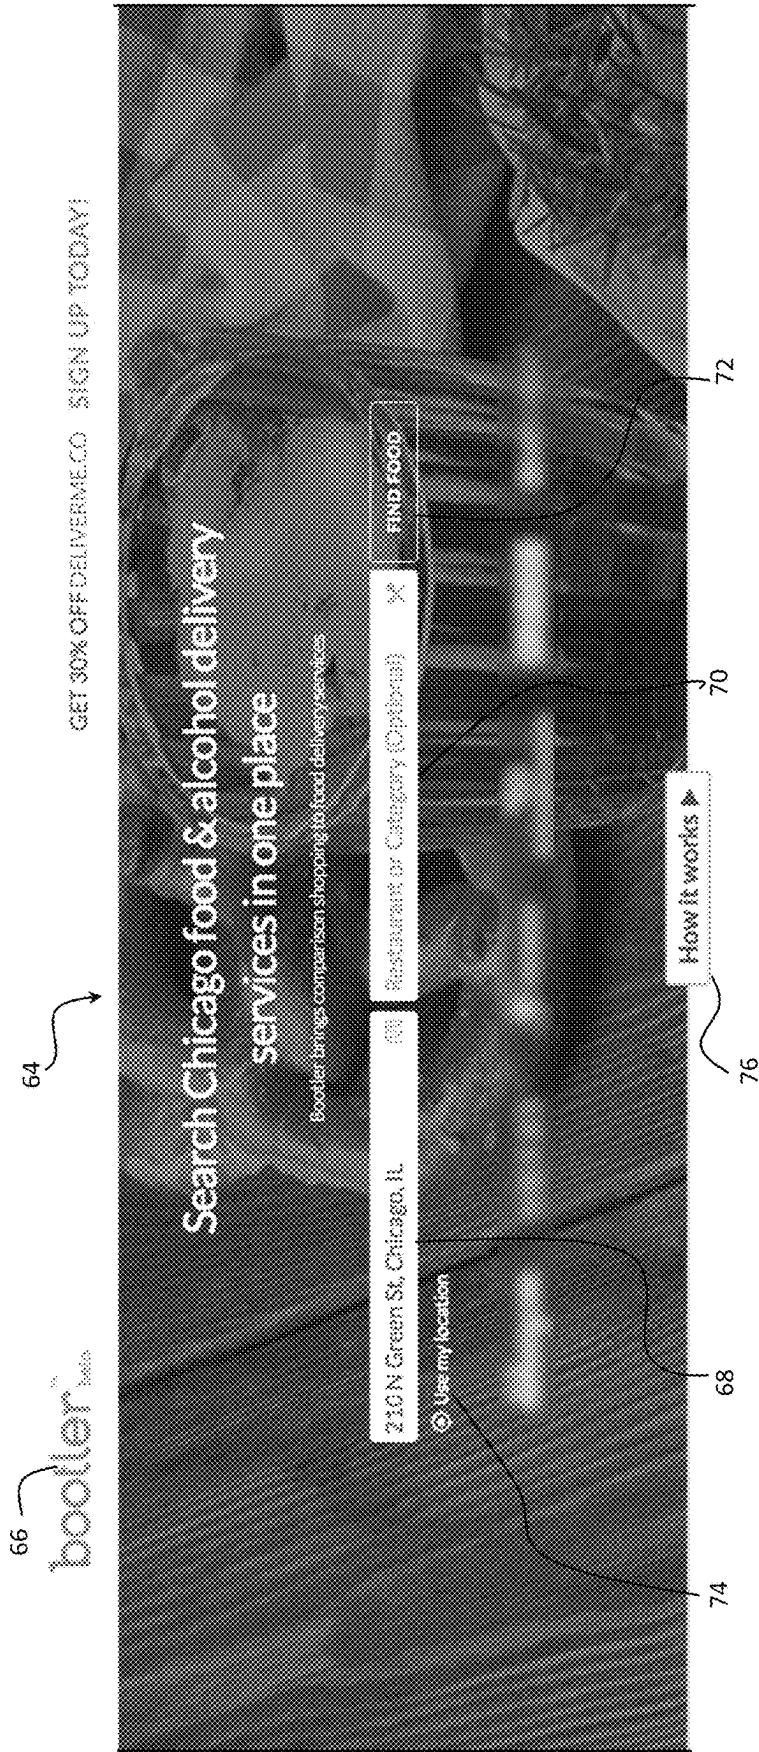 64
66
bootler
GET 30% OFF DELIVERME.CO SIGN UP TODAY!
Search Chicago food & alcohol delivery
services in one place
Bootler brings comparison shopping to food delivery services
210 N Green St, Chicago, IL
Restaurant or Category (Optional)
FIND FOOD
Use my location
How it works
74
68
76
70
72